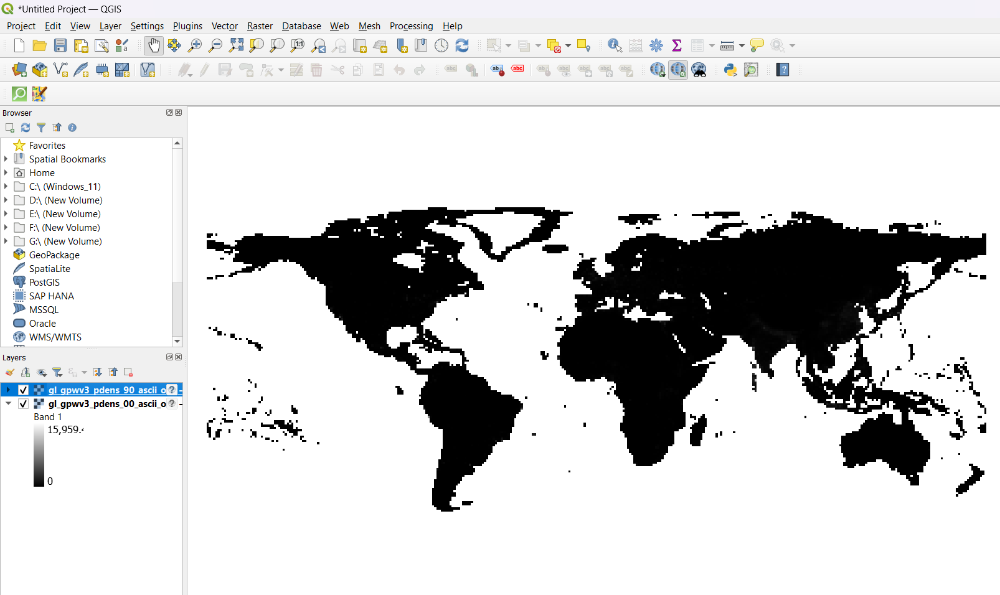 *Untitled Project — QGIS
Project Edit View Layer Settings Plugins Vector Raster Database Web Mesh Processing Help
Browser
Favorites
Spatial Bookmarks
Home
C:\ (Windows_11)
D:\ (New Volume)
E:\ (New Volume)
F:\ (New Volume)
G:\ (New Volume)
GeoPackage
SpatiaLite
PostGIS
SAP HANA
MSSQL
Oracle
WMS/WMTS
Layers
gl_gpwv3_pdens_90_ascii_o
gl_gpwv3_pdens_00_ascii_o
Band 1
15,959.4
0